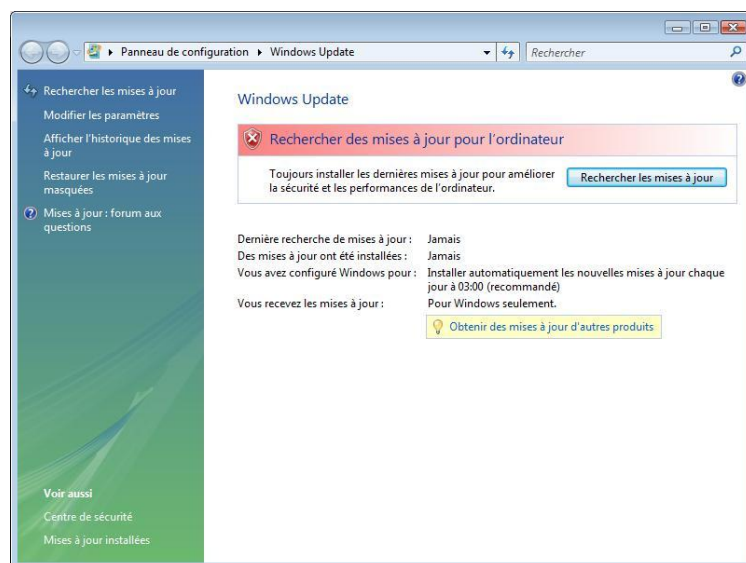 Panneau de configuration ▸ Windows Update
Rechercher
Rechercher les mises à jour
Modifier les paramètres
Afficher l'historique des mises
à jour
Restaurer les mises à jour
masquées
Mises à jour : forum aux
questions
Voir aussi
Centre de sécurité
Mises à jour installées
Windows Update
Rechercher des mises à jour pour l'ordinateur
Toujours installer les dernières mises à jour pour améliorer
la sécurité et les performances de l'ordinateur.
Rechercher les mises à jour
Dernière recherche de mises à jour : Jamais
Des mises à jour ont été installées : Jamais
Vous avez configuré Windows pour : Installer automatiquement les nouvelles mises à jour chaque
jour à 03:00 (recommandé)
Vous recevez les mises à jour : Pour Windows seulement.
Obtenir des mises à jour d'autres produits